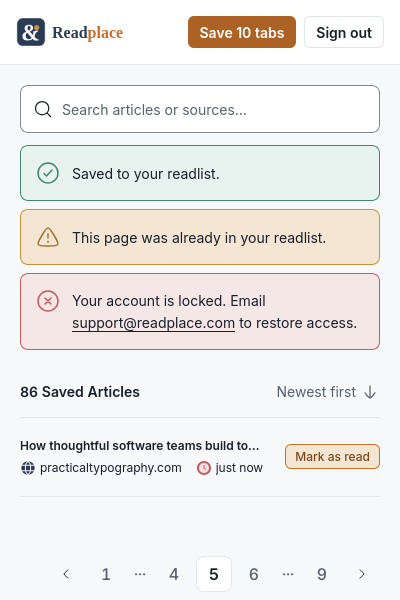 & Readplace
Save 10 tabs
Sign out
Search articles or sources...
Saved to your readlist.
This page was already in your readlist.
Your account is locked. Email
support@readplace.com to restore access.
86 Saved Articles
Newest first
How thoughtful software teams build to...
practicaltypography.com
just now
Mark as read
1 ... 4 5 6 ... 9